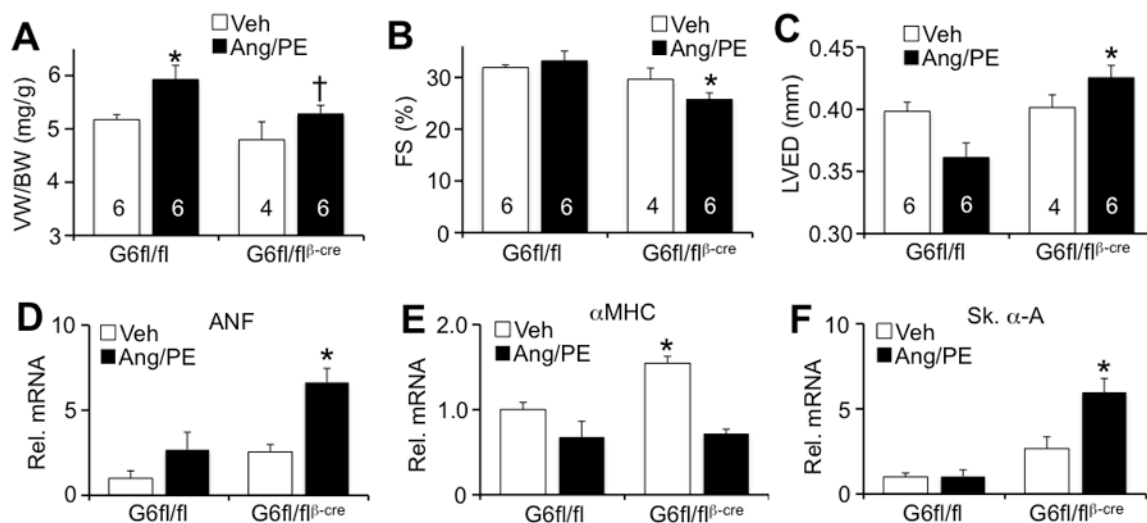 A
Veh
Ang/PE
VW/BW (mg/g)
6
5
4
3
*
†
6
6
4
6
G6fl/fl
G6fl/flβ-cre
B
Veh
Ang/PE
FS (%)
30
20
10
0
*
6
6
4
6
G6fl/fl
G6fl/flβ-cre
C
Veh
Ang/PE
LVED (mm)
0.45
0.40
0.35
0.30
*
6
6
4
6
G6fl/fl
G6fl/flβ-cre
D
ANF
Veh
Ang/PE
Rel. mRNA
10
5
0
*
G6fl/fl
G6fl/flβ-cre
E
αMHC
Veh
Ang/PE
Rel. mRNA
2.0
1.0
0.0
*
G6fl/fl
G6fl/flβ-cre
F
Sk. α-A
Veh
Ang/PE
Rel. mRNA
10
5
0
*
G6fl/fl
G6fl/flβ-cre